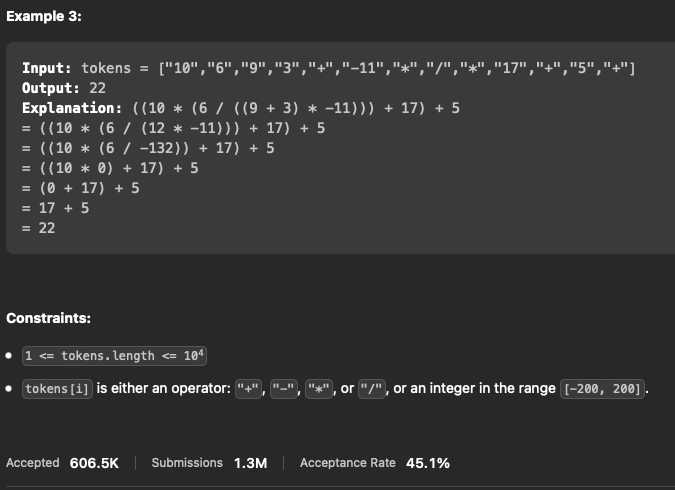 Example 3:
Input: tokens = ["10","6","9","3","+","-11","*","/","*","17","+","5","+"]
Output: 22
Explanation: ((10 * (6 / ((9 + 3) * -11))) + 17) + 5
= ((10 * (6 / (12 * -11))) + 17) + 5
= ((10 * (6 / -132)) + 17) + 5
= ((10 * 0) + 17) + 5
= (0 + 17) + 5
= 17 + 5
= 22
Constraints:
• 1 <= tokens.length <= 10⁴
• tokens[i] is either an operator: "+", "-", "*", or "/", or an integer in the range [-200, 200].
Accepted 606.5K Submissions 1.3M Acceptance Rate 45.1%